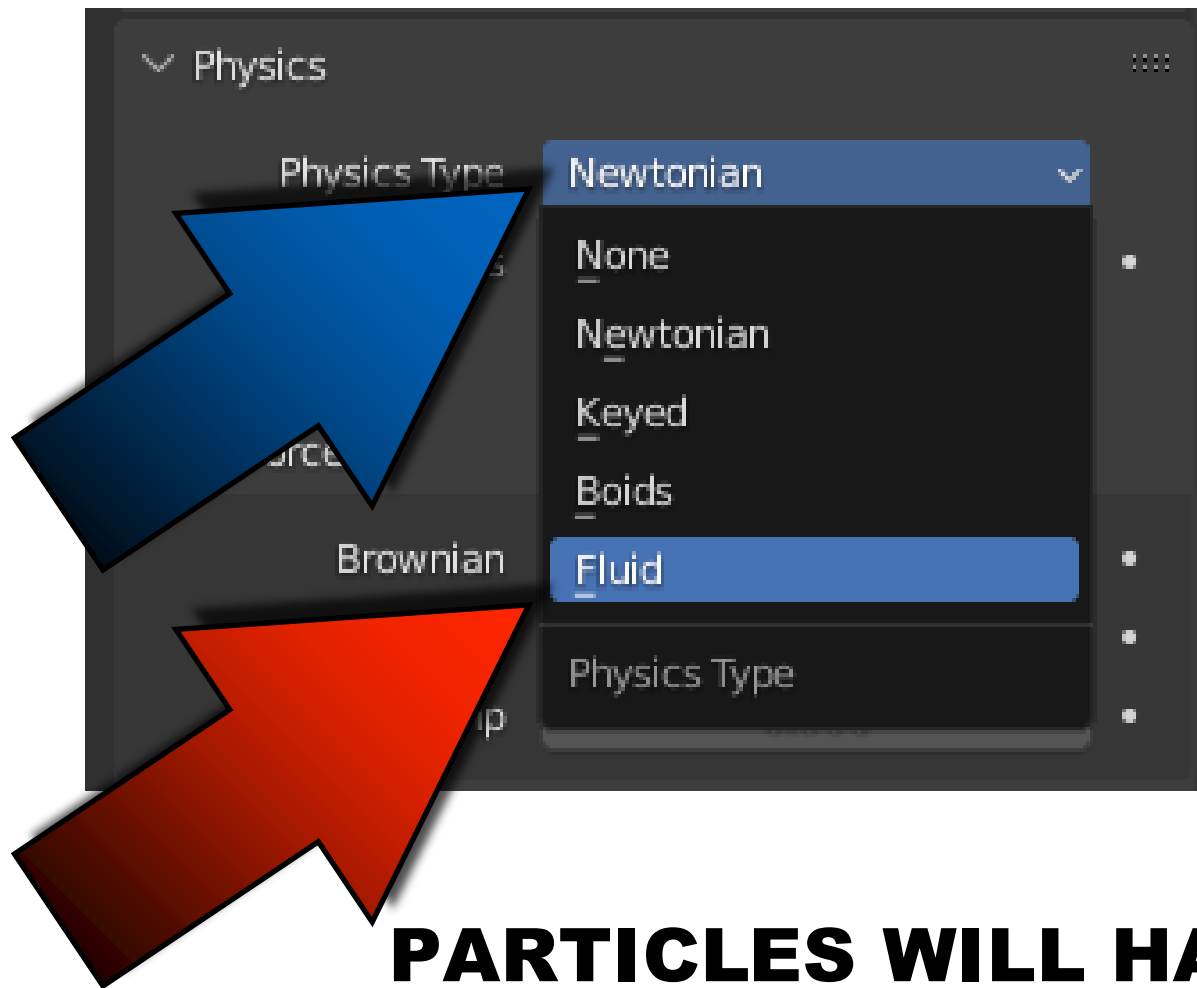 Physics
Physics Type Newtonian
None
Newtonian
Keyed
Boids
Brownian Fluid
Physics Type
PARTICLES WILL HA